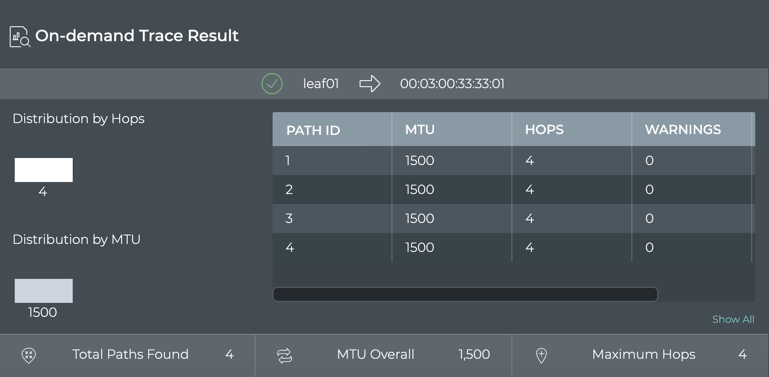 On-demand Trace Result
leaf01 00:03:00:33:33:01
Distribution by Hops
4
Distribution by MTU
1500
PATH ID MTU HOPS WARNINGS
1 1500 4 0
2 1500 4 0
3 1500 4 0
4 1500 4 0
Show All
Total Paths Found 4 MTU Overall 1,500 Maximum Hops 4